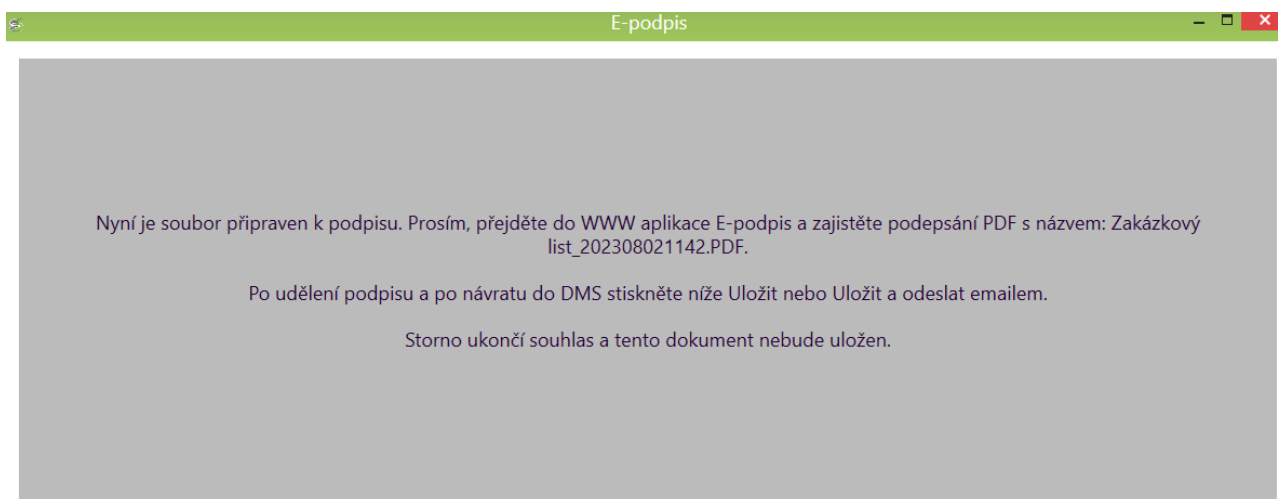 E-podpis
Nyní je soubor připraven k podpisu. Prosím, přejděte do WWW aplikace E-podpis a zajistěte podepsání PDF s názvem: Zakázkový
list_202308021142.PDF.
Po udělení podpisu a po návratu do DMS stiskněte níže Uložit nebo Uložit a odeslat emailem.
Storno ukončí souhlas a tento dokument nebude uložen.